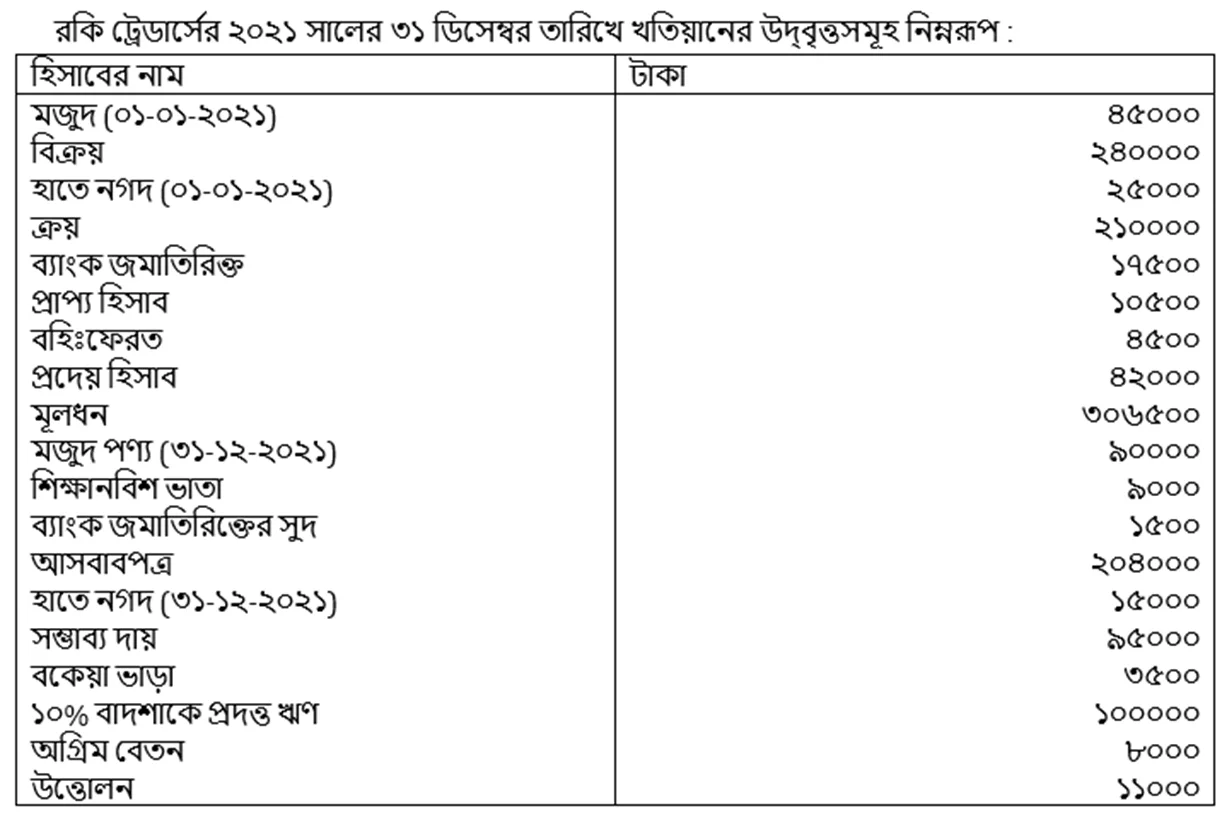 রকি ট্রেডার্সের ২০২১ সালের ৩১ ডিসেম্বর তারিখে খতিয়ানের উদ্‌বৃত্তসমূহ নিম্নরূপ :
হিসাবের নাম টাকা
মজুদ (০১-০১-২০২১) ৪৫০০০
বিক্রয় ২৪০০০০
হাতে নগদ (০১-০১-২০২১) ২৫০০০
ক্রয় ২১০০০০
ব্যাংক জমাতিরিক্ত ১৭৫০০
প্রাপ্য হিসাব ১০৫০০
বহিঃফেরত ৪৫০০
প্রদেয় হিসাব ৪২০০০
মূলধন ৩০৬৫০০
মজুদ পণ্য (৩১-১২-২০২১) ৯০০০০
শিক্ষানবিশ ভাতা ৯০০০
ব্যাংক জমাতিরিক্তের সুদ ১৫০০
আসবাবপত্র ২০৪০০০
হাতে নগদ (৩১-১২-২০২১) ১৫০০০
সম্ভাব্য দায় ৯৫০০০
বকেয়া ভাড়া ৩৫০০
১০% বাদশাকে প্রদত্ত ঋণ ১০০০০০
অগ্রিম বেতন ৮০০০
উত্তোলন ১১০০০